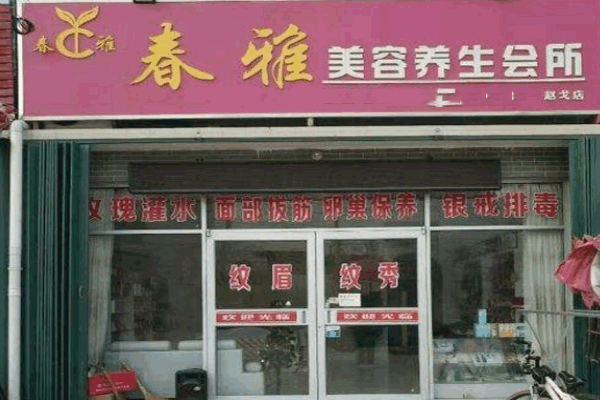 春雅
春雅
美容养生会所
赵戈店
玫瑰灌水 面部拔筋 卵巢保养 银戒排毒
纹眉 纹秀
欢迎光临 欢迎光临